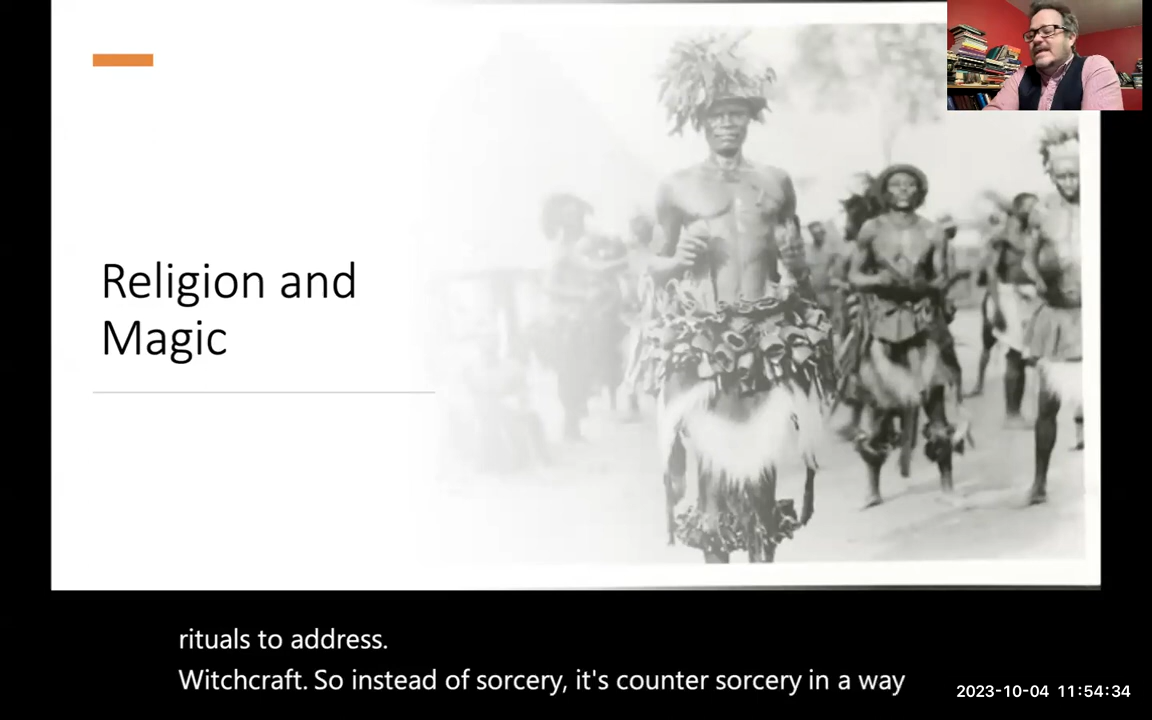 Religion and
Magic
rituals to address.
Witchcraft. So instead of sorcery, it's counter sorcery in a way
2023-10-04 11:54:34